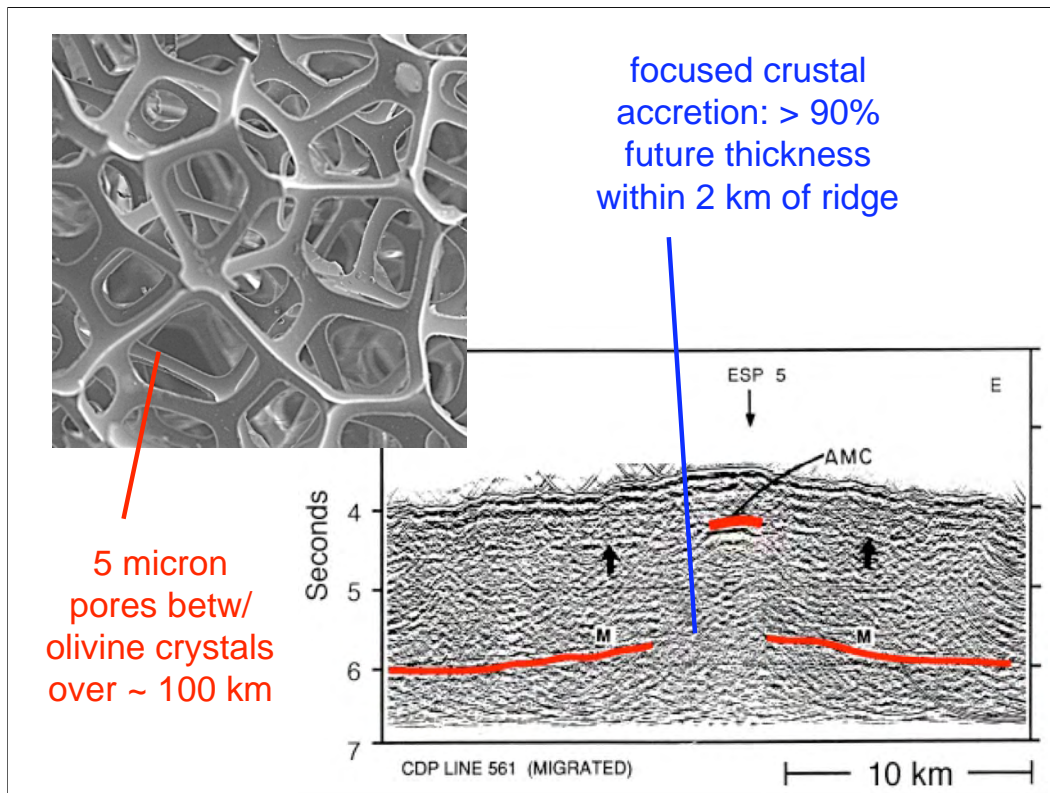 focused crustal
accretion: > 90%
future thickness
within 2 km of ridge
5 micron
pores betw/
olivine crystals
over ~ 100 km
ESP 5
E
AMC
Seconds
4
5
6
7
M
M
CDP LINE 561 (MIGRATED)
10 km